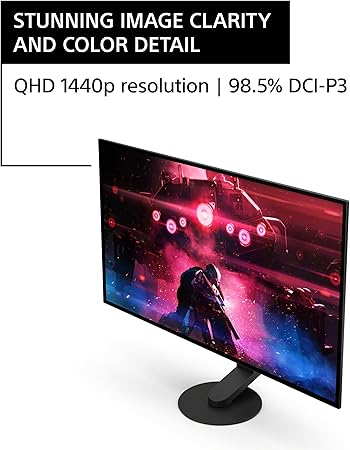 STUNNING IMAGE CLARITY
AND COLOR DETAIL
QHD 1440p resolution | 98.5% DCI-P3